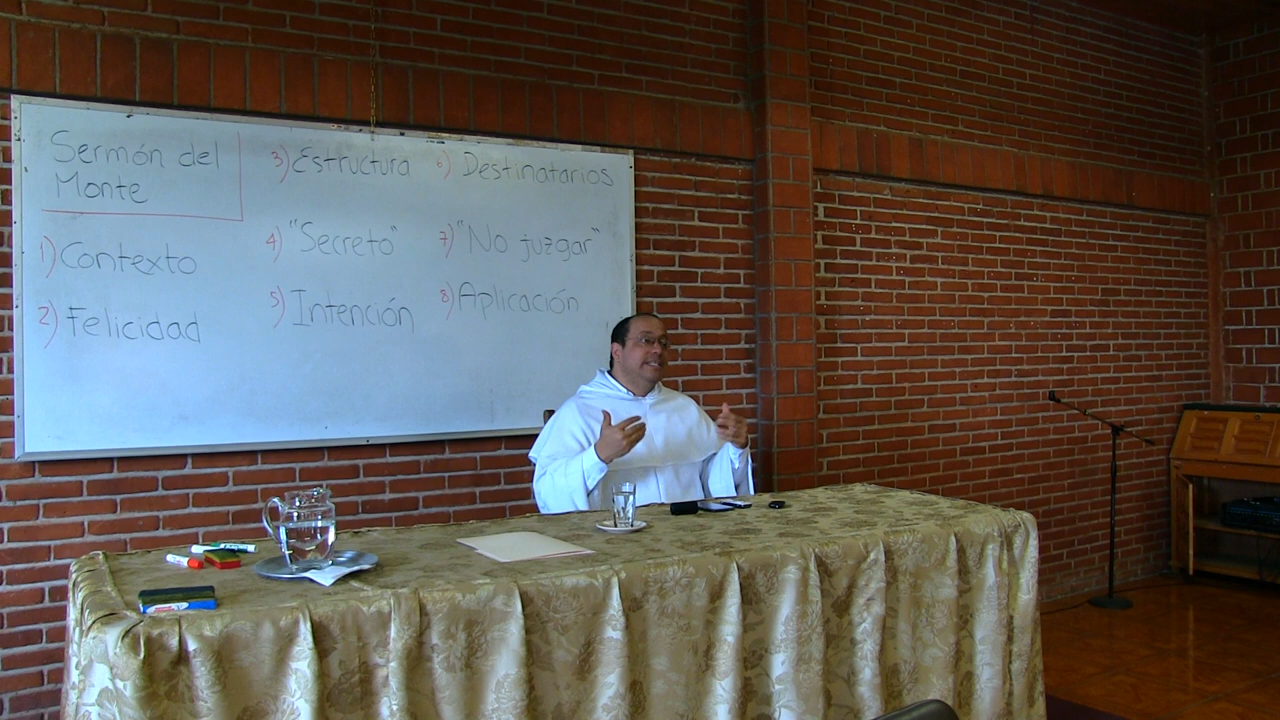 Sermón del
Monte
1) Contexto
2) Felicidad
3) Estructura
4) "Secreto"
5) Intención
6) Destinatarios
7) "No juzgar"
8) Aplicación